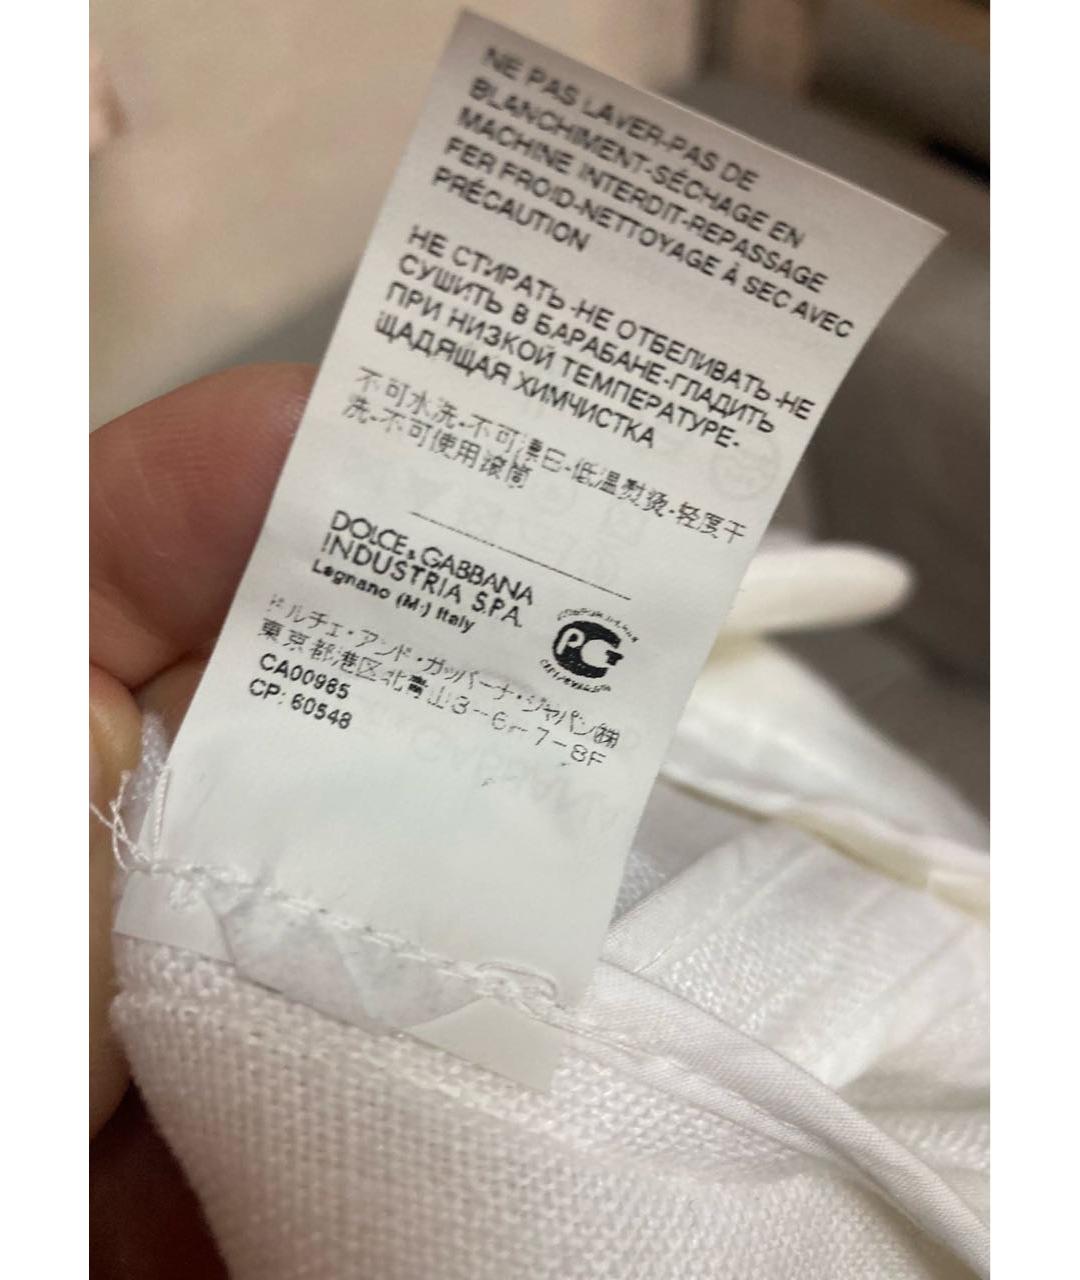 NE PAS LAVER-PAS DE
BLANCHIMENT-SÉCHAGE EN
MACHINE INTERDIT-REPASSAGE
FER FROID-NETTOYAGE À SEC AVEC
PRÉCAUTION
НЕ СТИРАТЬ-НЕ ОТБЕЛИВАТЬ-НЕ
СУШИТЬ В БАРАБАНЕ-ГЛАДИТЬ
ПРИ НИЗКОЙ ТЕМПЕРАТУРЕ-
ЩАДЯЩАЯ ХИМЧИСТКА
不可水洗-不可漂白-低温熨烫-轻度干
洗-不可使用滚筒
DOLCE & GABBANA
INDUSTRIA S.P.A.
Legnano (M.) Italy
PCT
ドルチェ・アンド・ガッバーナ・ジャパン㈱
東京都港区北青山3-6-7-8F
CA00985
CP: 60548